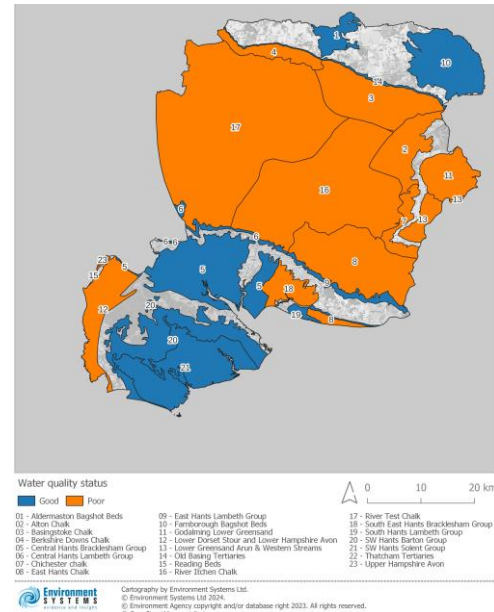 1
4
10
14
3
17
2
11
16
13
7
13
6
6
6 6
8
23
5
5
9
15
5
18
12
20
19
8
20
21
Water quality status
Good Poor
0 10 20 km
01 - Aldermaston Bagshot Beds
02 - Alton Chalk
03 - Basingstoke Chalk
04 - Berkshire Downs Chalk
05 - Central Hants Bracklesham Group
06 - Central Hants Lambeth Group
07 - Chichester chalk
08 - East Hants Chalk
09 - East Hants Lambeth Group
10 - Farnborough Bagshot Beds
11 - Godalming Lower Greensand
12 - Lower Dorset Stour and Lower Hampshire Avon
13 - Lower Greensand Arun & Western Streams
14 - Old Basing Tertiaries
15 - Reading Beds
16 - River Itchen Chalk
17 - River Test Chalk
18 - South East Hants Bracklesham Group
19 - South Hants Lambeth Group
20 - SW Hants Barton Group
21 - SW Hants Solent Group
22 - Thatcham Tertiaries
23 - Upper Hampshire Avon
Environment
SYSTEMS
evidence and insight
Cartography by Environment Systems Ltd.
© Environment Systems Ltd 2024.
© Environment Agency copyright and/or database right 2023. All rights reserved.